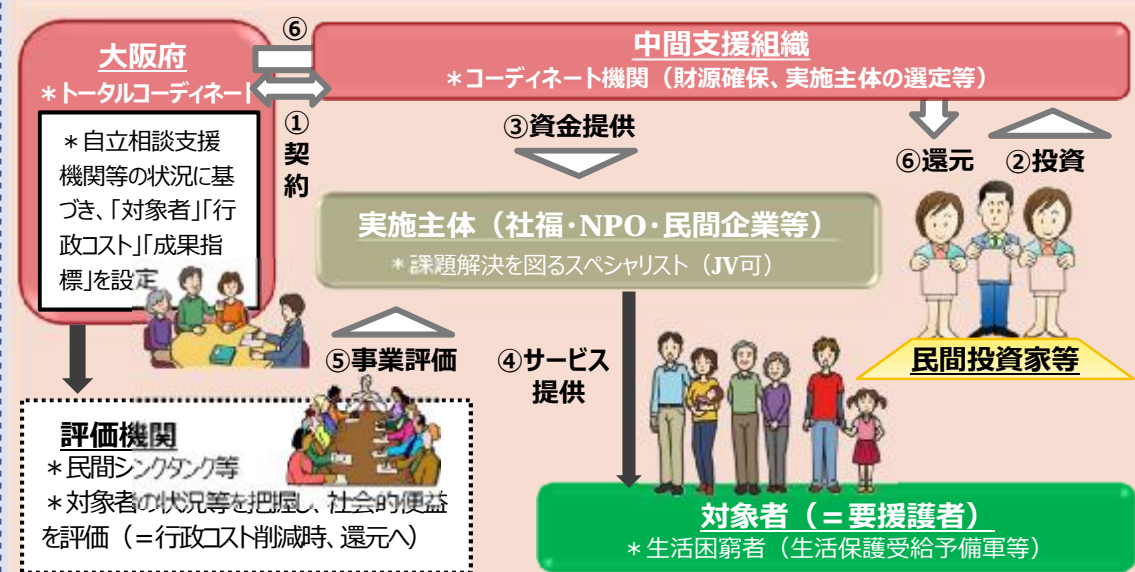 大阪府
＊トータルコーディネート
＊自立相談支援
機関等の状況に基
づき、「対象者」「行
政コスト」「成果指
標」を設定
⑥
①
契
約
中間支援組織
＊コーディネート機関（財源確保、実施主体の選定等）
③資金提供
⑥還元
②投資
実施主体（社福・NPO・民間企業等）
＊課題解決を図るスペシャリスト（JV可）
民間投資家等
⑤事業評価
④サービス
提供
評価機関
＊民間シンクタンク等
＊対象者の状況等を把握し、社会的便益
を評価（＝行政コスト削減時、還元へ）
対象者（＝要援護者）
＊生活困窮者（生活保護受給予備軍等）